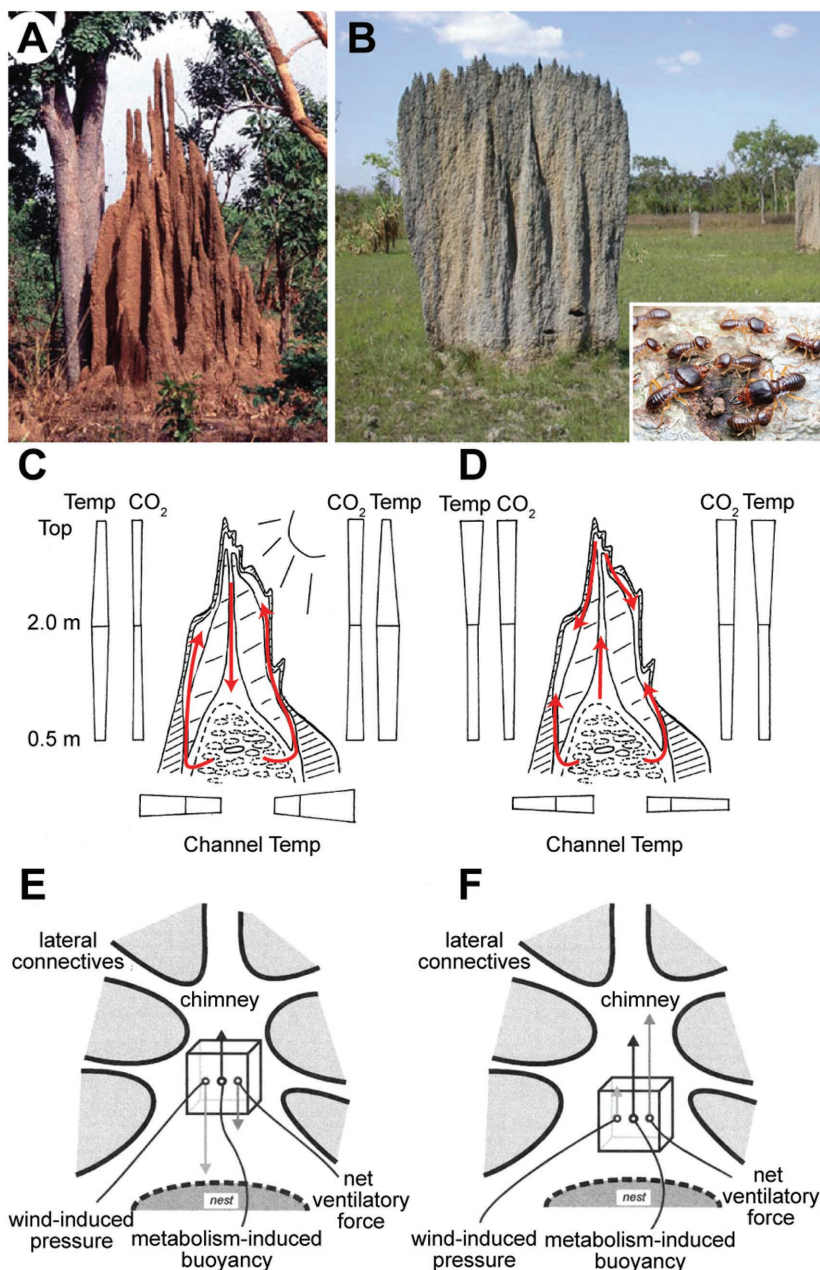 A
B
C
D
Temp CO2
CO2 Temp
Temp CO2
CO2 Temp
Top
2.0 m
0.5 m
Channel Temp
Channel Temp
E
F
lateral
connectives
chimney
nest
wind-induced
pressure
metabolism-induced
buoyancy
net
ventilatory
force
lateral
connectives
chimney
nest
wind-induced
pressure
metabolism-induced
buoyancy
net
ventilatory
force